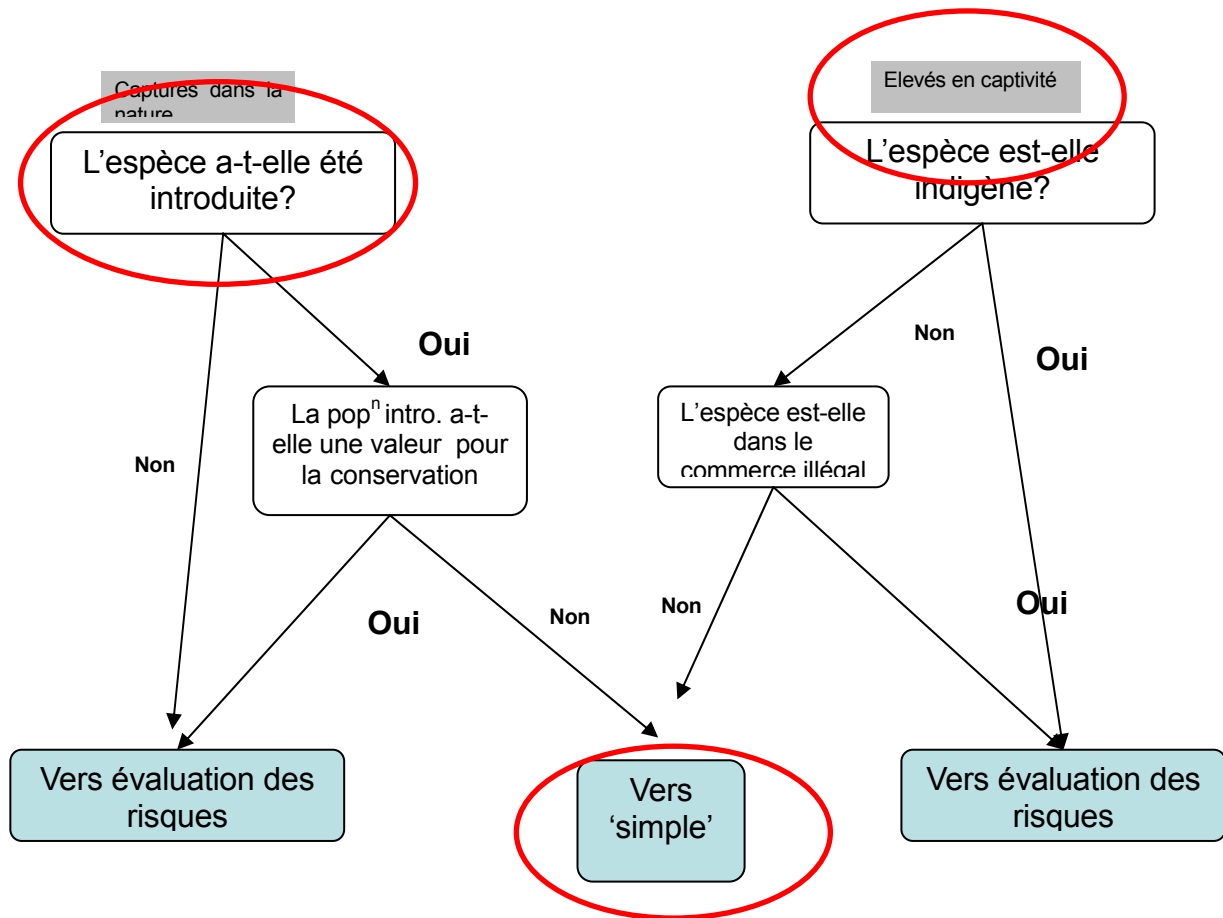 Capturés dans la
nature
Elevés en captivité
L'espèce a-t-elle été
introduite?
L'espèce est-elle
indigène?
Oui
Non
Oui
La popⁿ intro. a-t-
elle une valeur pour
la conservation
L'espèce est-elle
dans le
commerce illégal
Non
Oui
Non
Non
Oui
Vers évaluation des
risques
Vers
‘simple’
Vers évaluation des
risques